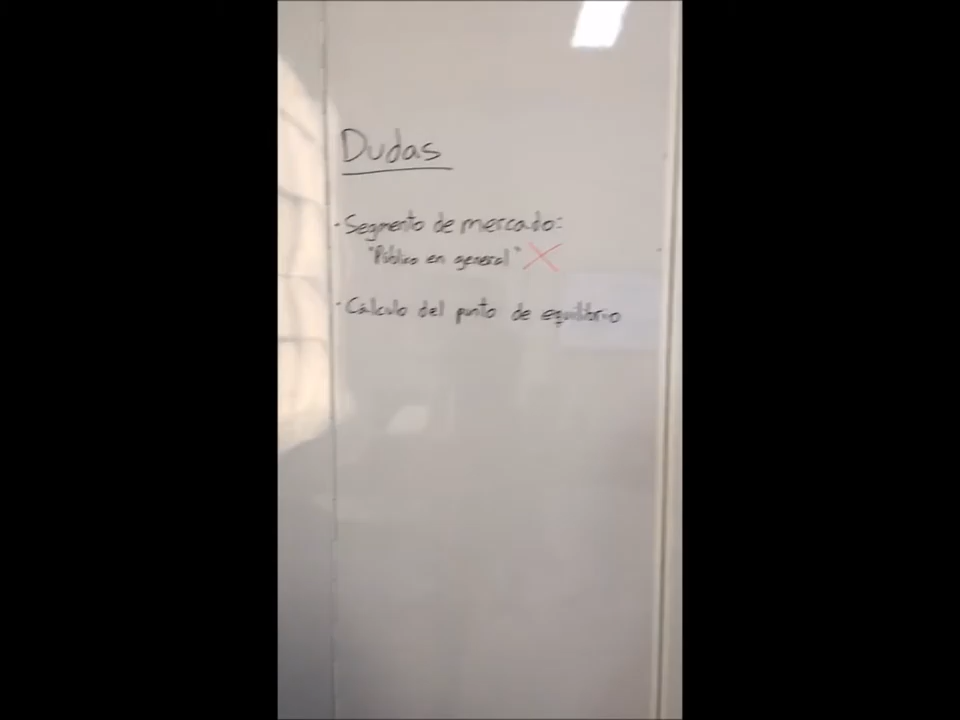 Dudas
- Segmento de mercado:
"Público en general" X
- Cálculo del punto de equilibrio